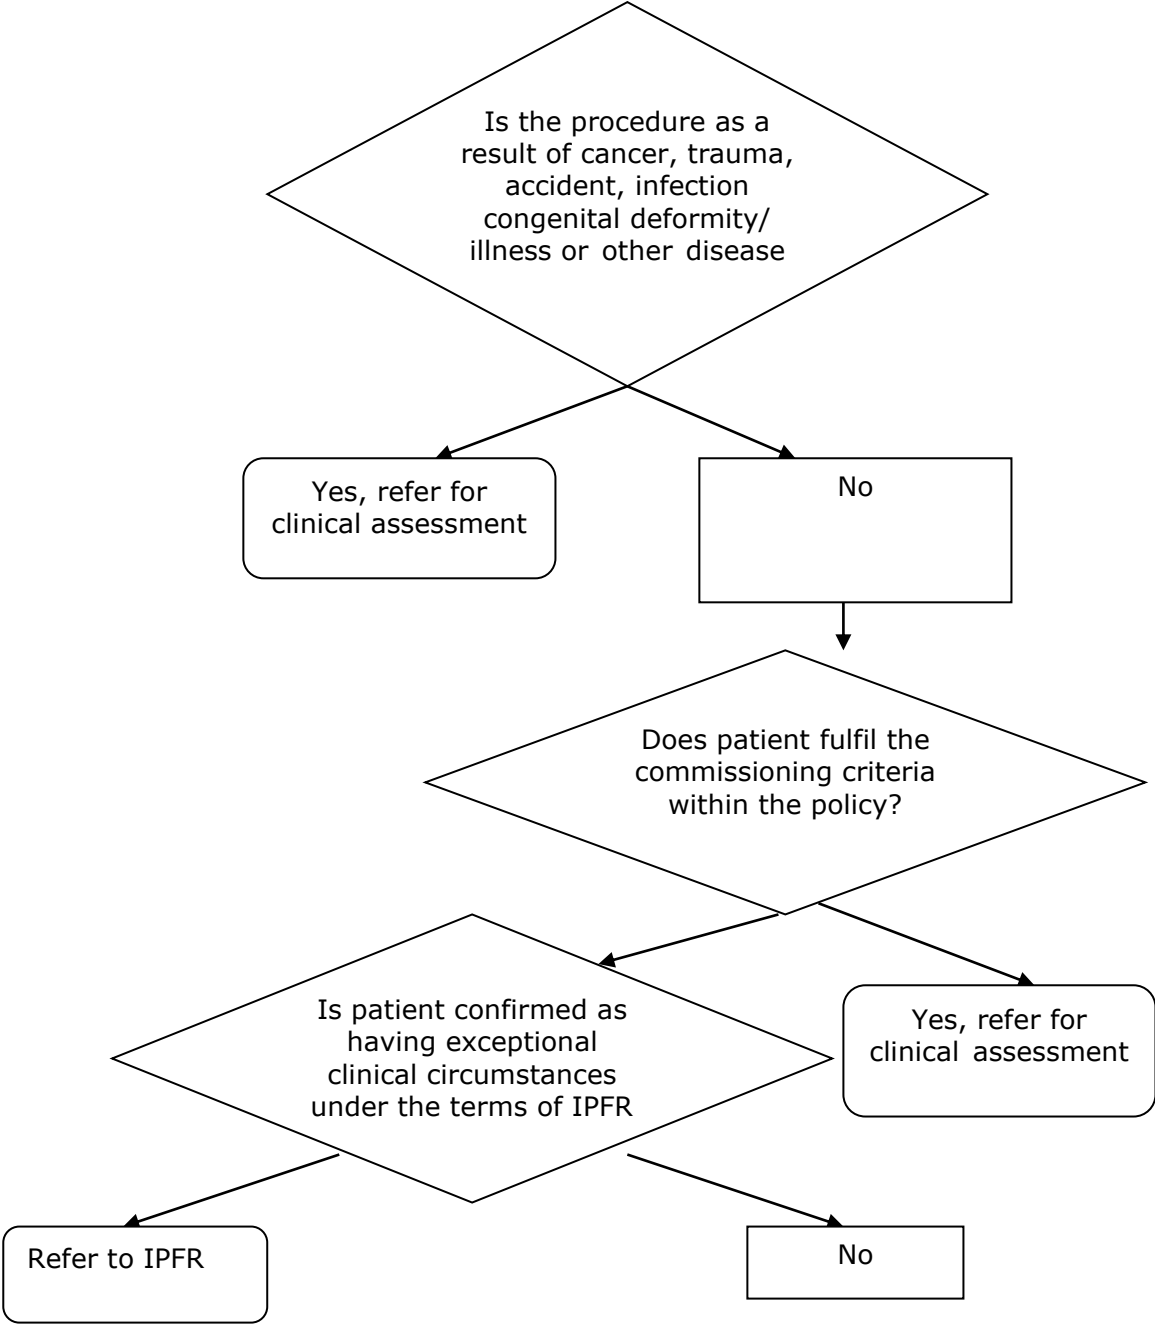 Is the procedure as a
result of cancer, trauma,
accident, infection
congenital deformity/
illness or other disease
Yes, refer for
clinical assessment
No
Does patient fulfil the
commissioning criteria
within the policy?
Is patient confirmed as
having exceptional
clinical circumstances
under the terms of IPFR
Yes, refer for
clinical assessment
Refer to IPFR
No